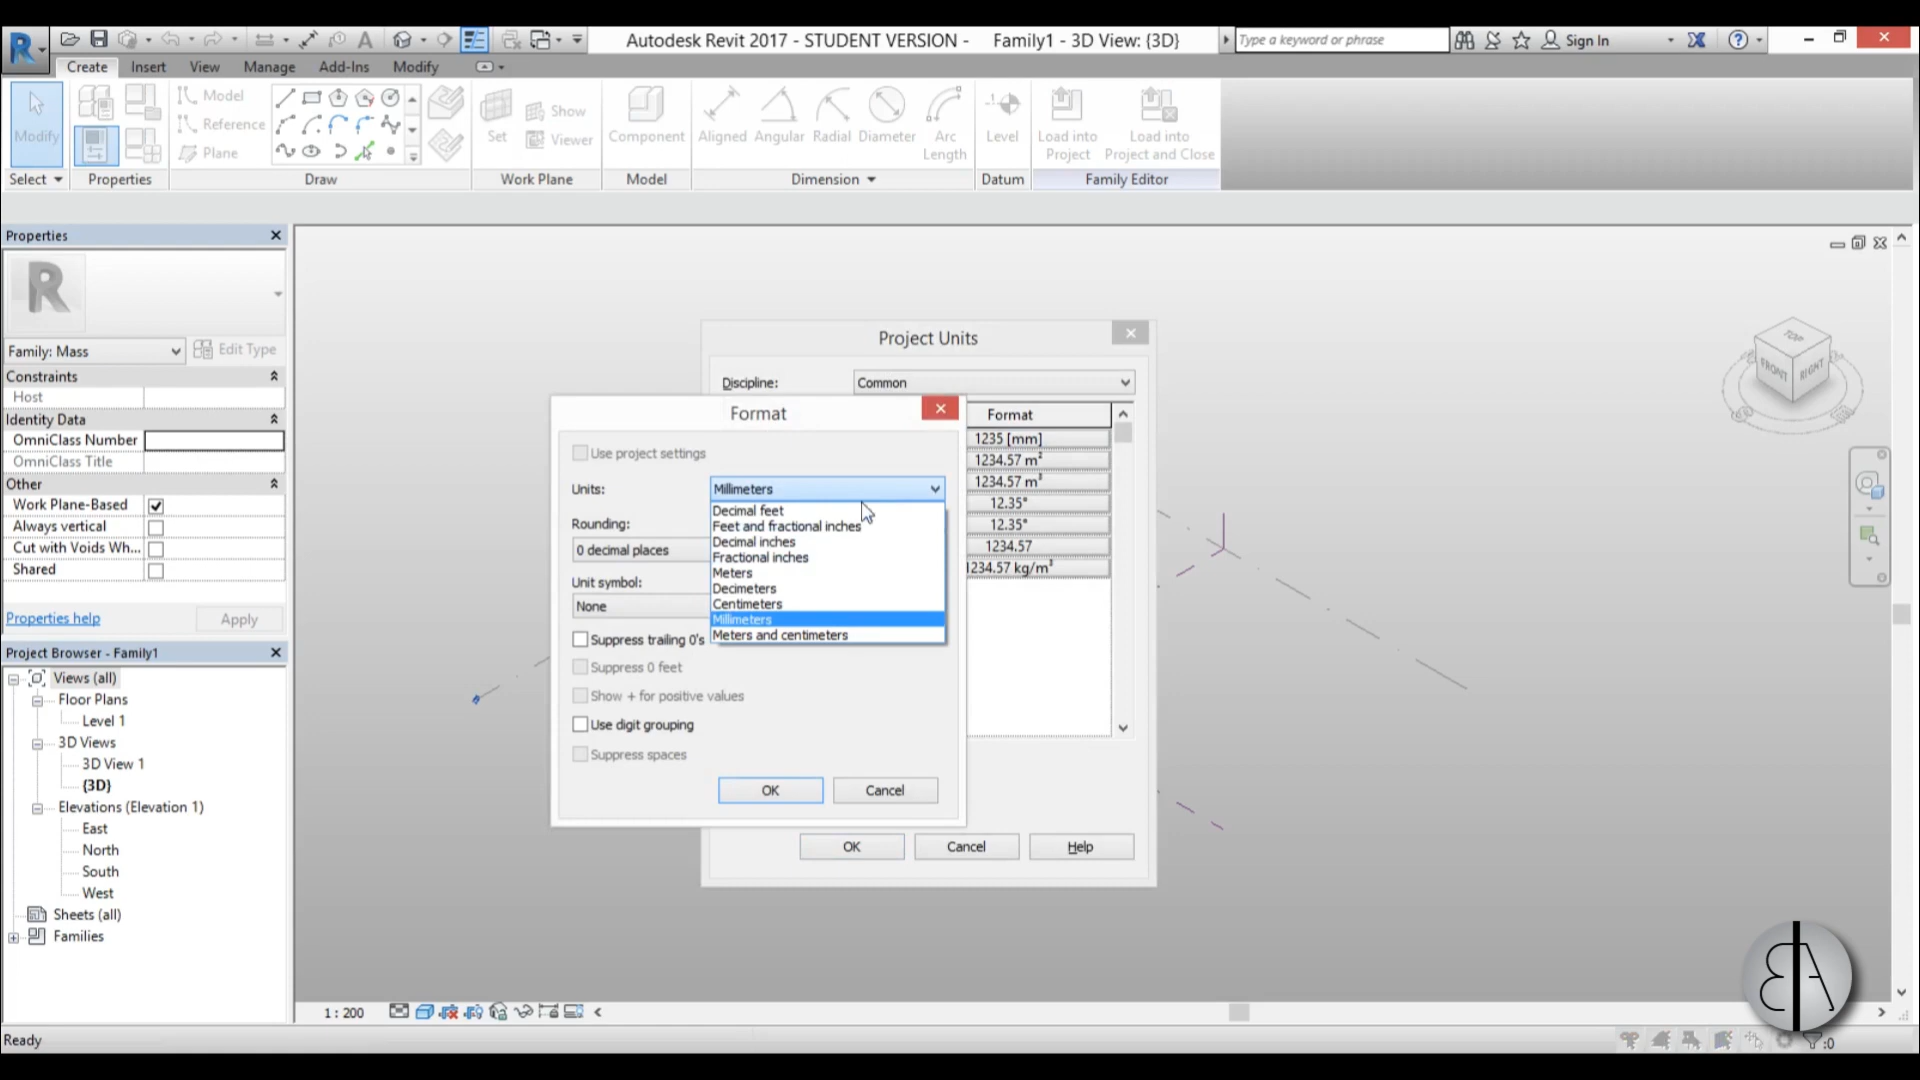 Autodesk Revit 2017 - STUDENT VERSION - Family1 - 3D View: {3D}
Type a keyword or phrase
Sign In
Create Insert View Manage Add-Ins Modify
Modify
Model
Reference
Plane
Set
Show
Viewer
Component
Aligned Angular Radial Diameter Arc Length
Level
Load into Project
Load into Project and Close
Select Properties Draw Work Plane Model Dimension Datum Family Editor
Properties
Family: Mass
Edit Type
Constraints
Host
Identity Data
OmniClass Number
OmniClass Title
Other
Work Plane-Based
Always vertical
Cut with Voids Wh...
Shared
Properties help
Apply
Project Browser - Family1
Views (all)
Floor Plans
Level 1
3D Views
3D View 1
{3D}
Elevations (Elevation 1)
East
North
South
West
Sheets (all)
Families
Project Units
Discipline: Common
Format
1235 [mm]
1234.57 m²
1234.57 m³
12.35°
12.35°
1234.57
1234.57 kg/m³
OK Cancel Help
Format
Use project settings
Units: Millimeters
Decimal feet
Feet and fractional inches
Decimal inches
Fractional inches
Meters
Decimeters
Centimeters
Millimeters
Meters and centimeters
Rounding:
0 decimal places
Unit symbol:
None
Suppress trailing 0's
Suppress 0 feet
Show + for positive values
Use digit grouping
Suppress spaces
OK Cancel
TOP
FRONT
RIGHT
1 : 200
Ready
:0